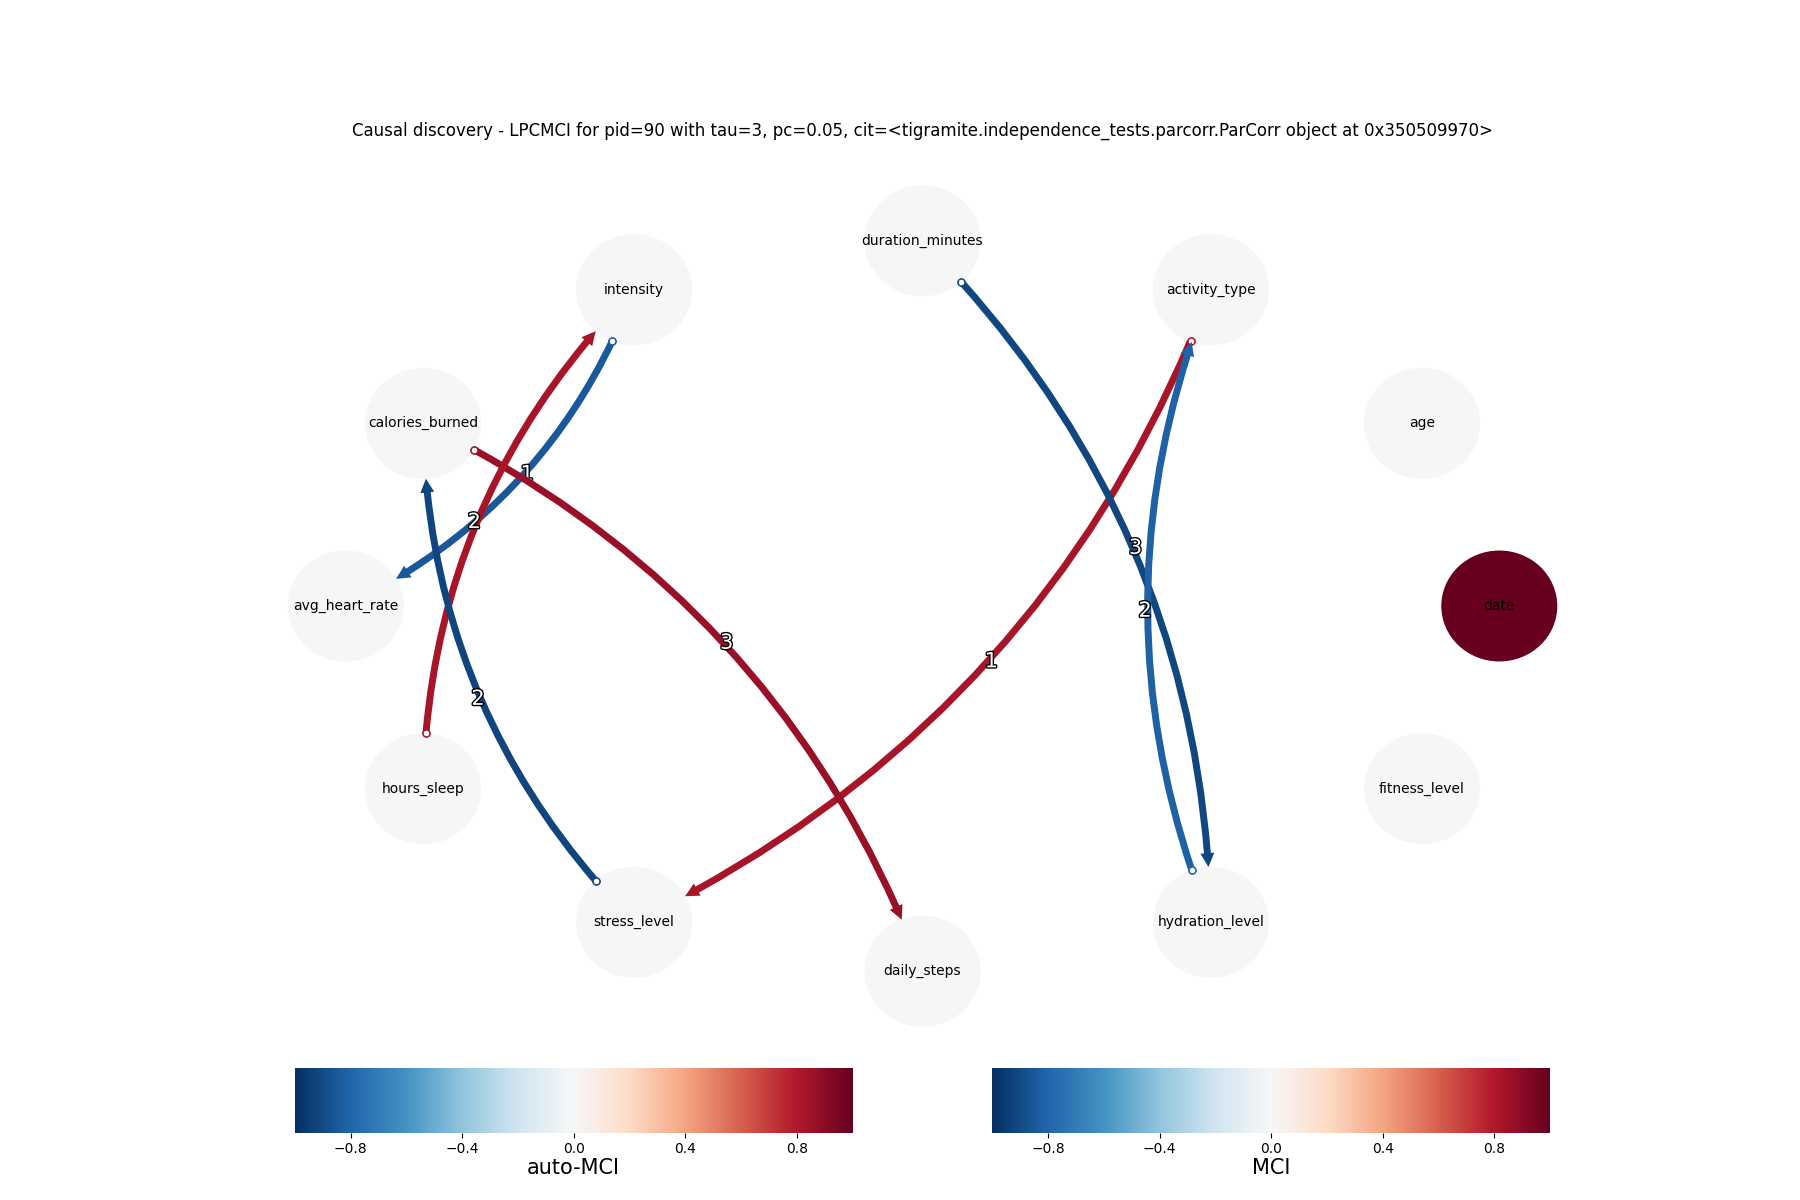 Causal discovery - LPCMCI for pid=90 with tau=3, pc=0.05, cit=<tigramite.independence_tests.parcorr.ParCorr object at 0x350509970>
duration_minutes
intensity
activity_type
calories_burned
age
1
2
3
avg_heart_rate
date
2
3
1
2
hours_sleep
fitness_level
stress_level
hydration_level
daily_steps
−0.8 −0.4 0.0 0.4 0.8
auto-MCI
−0.8 −0.4 0.0 0.4 0.8
MCI